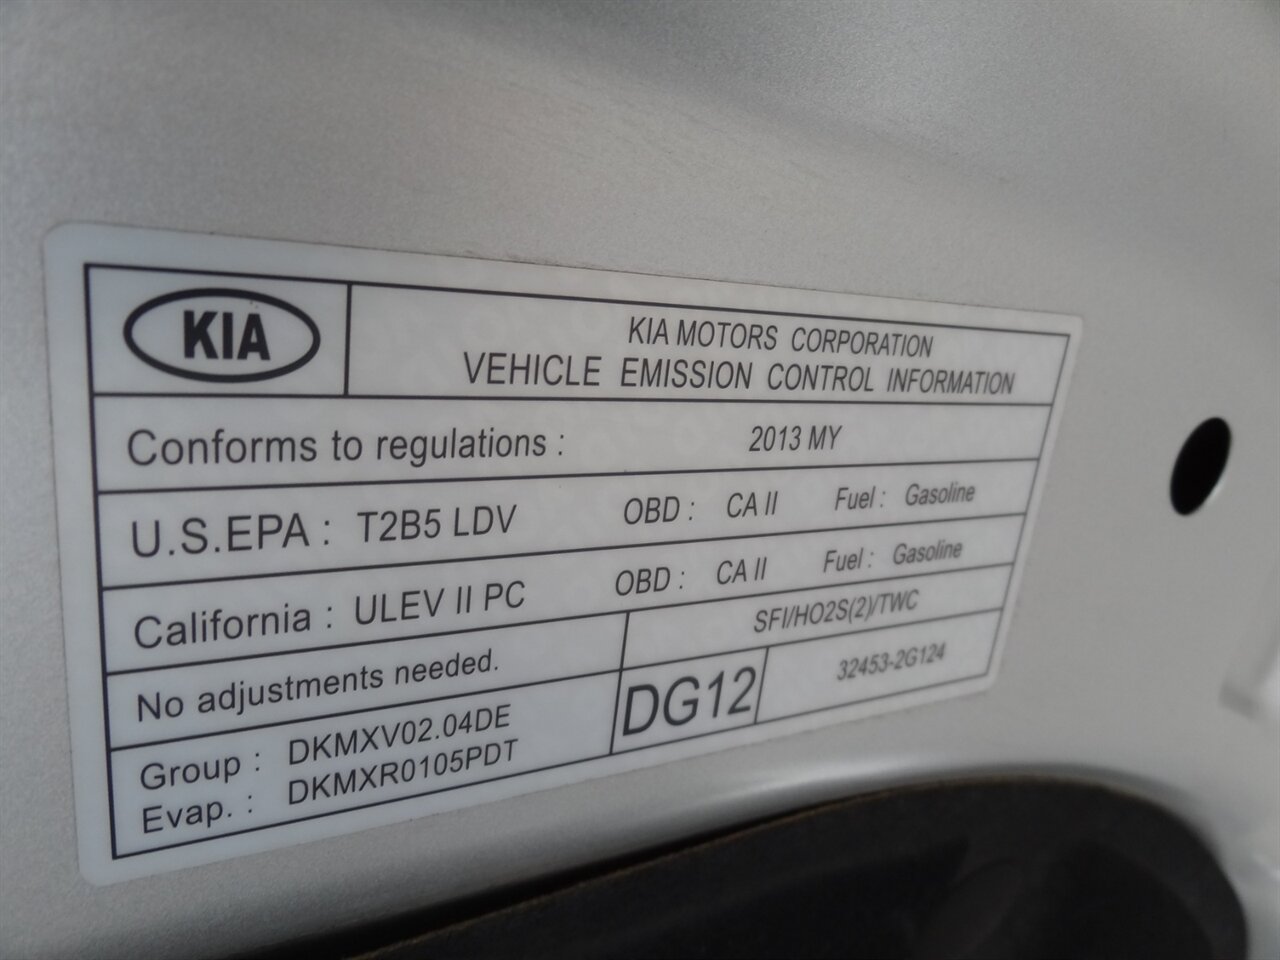 KIA
KIA MOTORS CORPORATION
VEHICLE EMISSION CONTROL INFORMATION
Conforms to regulations : 2013 MY
U.S.EPA : T2B5 LDV OBD : CA II Fuel : Gasoline
California : ULEV II PC OBD : CA II Fuel : Gasoline
No adjustments needed. SFI/HO2S(2)/TWC
Group : DKMXV02.04DE
Evap. : DKMXR0105PDT
DG12 32453-2G124